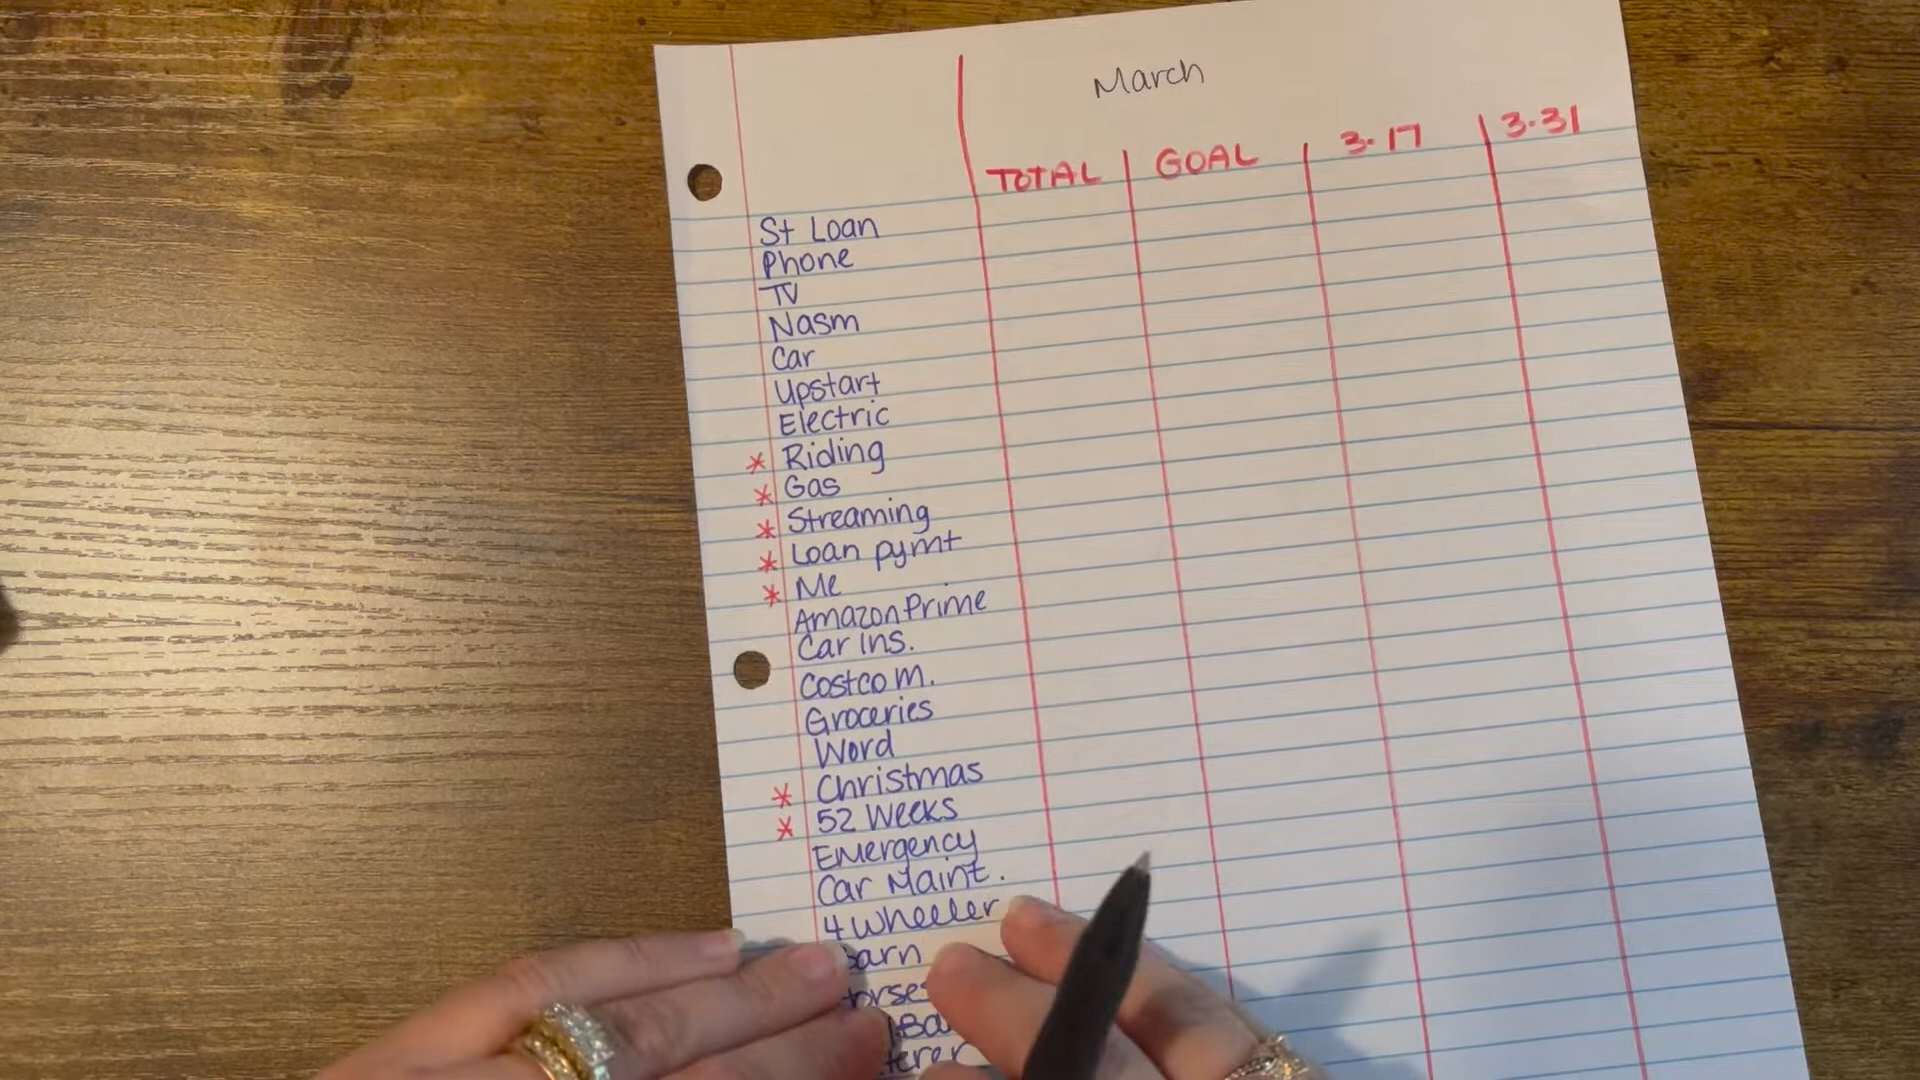 March
TOTAL GOAL 3.17 3.31
St Loan
Phone
TV
Nasm
Car
Upstart
Electric
* Riding
* Gas
* Streaming
* Loan pymt
* Me
Amazon Prime
Car Ins.
Costco M.
Groceries
Word
* Christmas
* 52 Weeks
Emergency
Car Maint.
4 wheeler
Barn